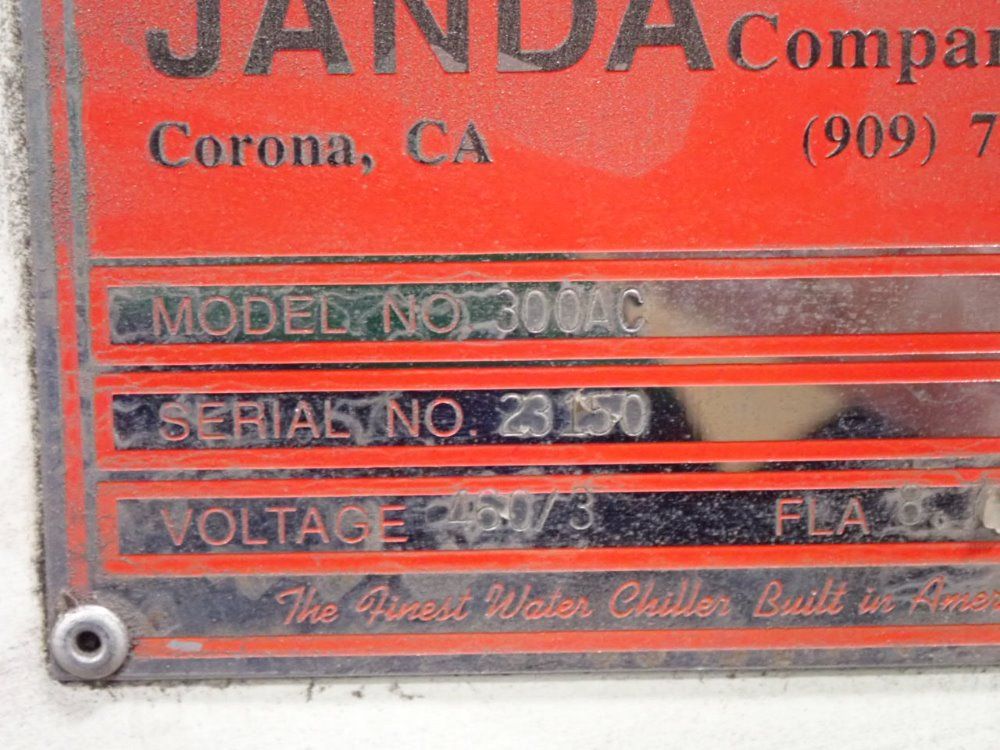 JANDA Compan
Corona, CA (909) 7
MODEL NO. 300AC
SERIAL NO. 23150
VOLTAGE 460/3 FLA 8.
The Finest Water Chiller Built in Amer